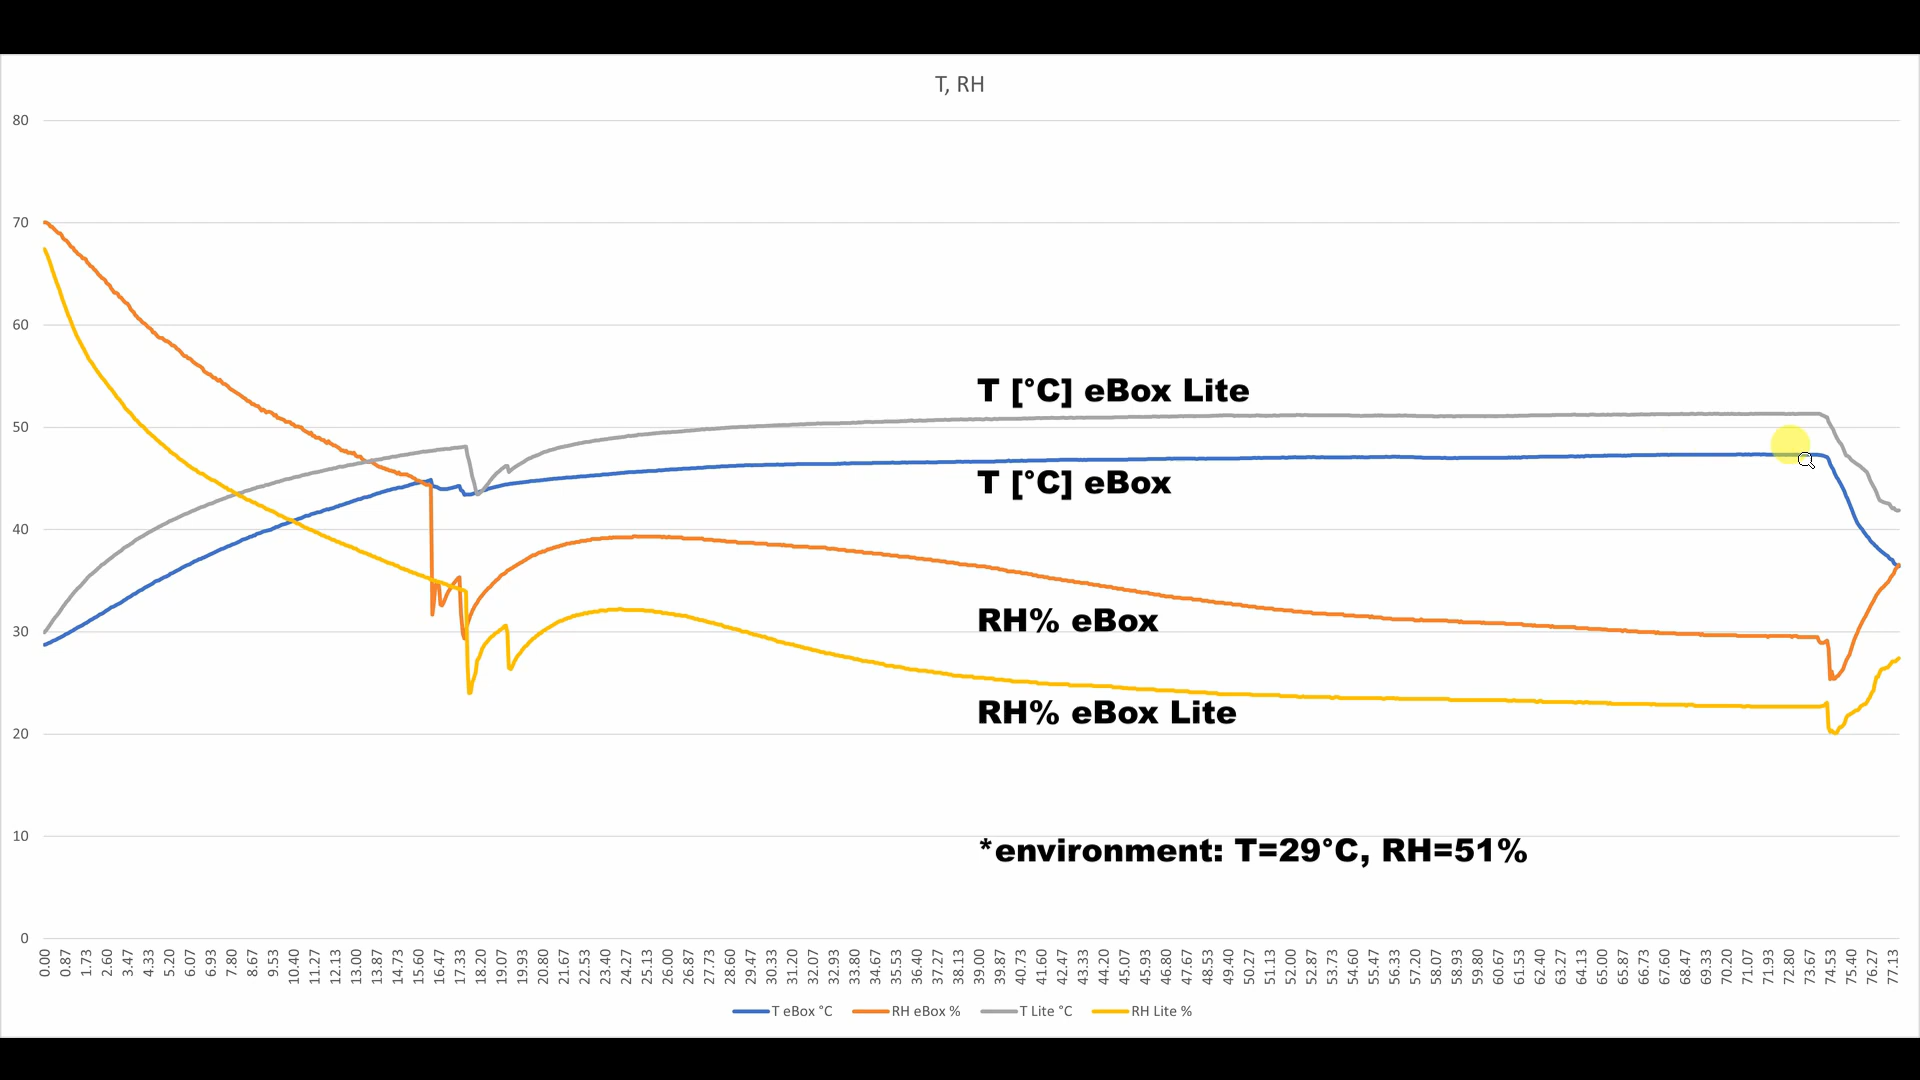 T, RH
80
70
60
50
40
30
20
10
0
T [°C] eBox Lite
T [°C] eBox
RH% eBox
RH% eBox Lite
*environment: T=29°C, RH=51%
0.00 0.87 1.73 2.60 3.47 4.33 5.20 6.07 6.93 7.80 8.67 9.53 10.40 11.27 12.13 13.00 13.87 14.73 15.60 16.47 17.33 18.20 19.07 19.93 20.80 21.67 22.53 23.40 24.27 25.13 26.00 26.87 27.73 28.60 29.47 30.33 31.20 32.07 32.93 33.80 34.67 35.53 36.40 37.27 38.13 39.00 39.87 40.73 41.60 42.47 43.33 44.20 45.07 45.93 46.80 47.67 48.53 49.40 50.27 51.13 52.00 52.87 53.73 54.60 55.47 56.33 57.20 58.07 58.93 59.80 60.67 61.53 62.40 63.27 64.13 65.00 65.87 66.73 67.60 68.47 69.33 70.20 71.07 71.93 72.80 73.67 74.53 75.40 76.27 77.13
T eBox °C RH eBox % T Lite °C RH Lite %